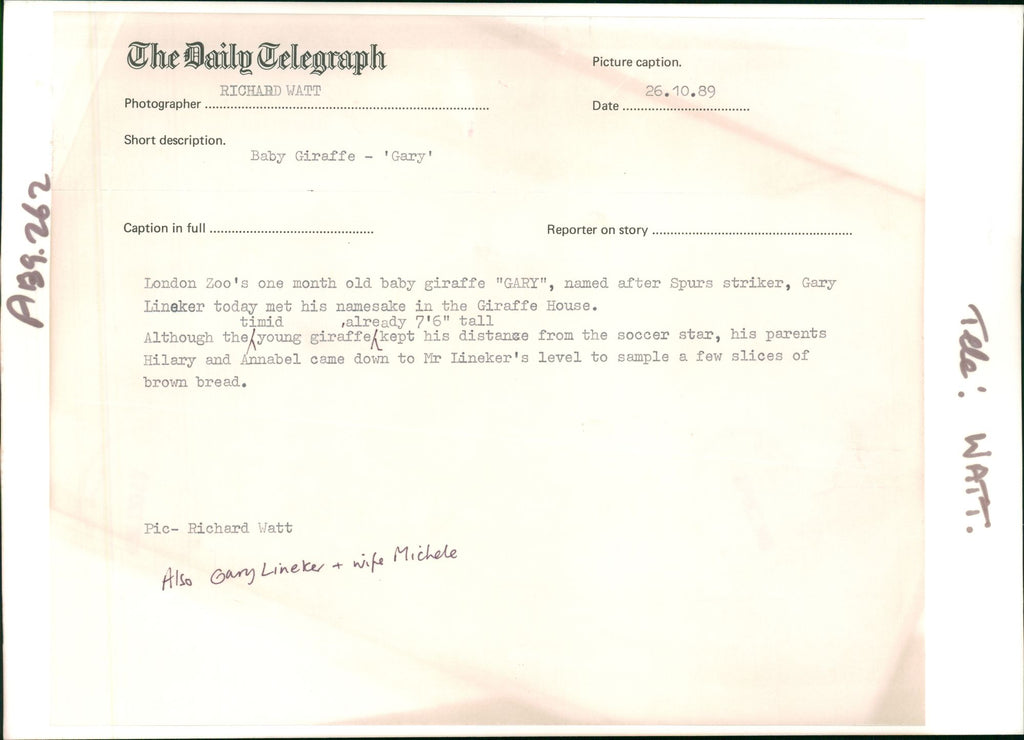 The Daily Telegraph
Picture caption.
RICHARD WATT
Photographer
26.10.89
Date
Short description.
Baby Giraffe - 'Gary'
Caption in full
Reporter on story
London Zoo's one month old baby giraffe "GARY", named after Spurs striker, Gary
Lineker today met his namesake in the Giraffe House.
timid ,already 7'6" tall
Although the young giraffe kept his distanze from the soccer star, his parents
Hilary and Annabel came down to Mr Lineker's level to sample a few slices of
brown bread.
Pic- Richard Watt
Also Gary Lineker + wife Michele
AB9.262
Tele: WATT.